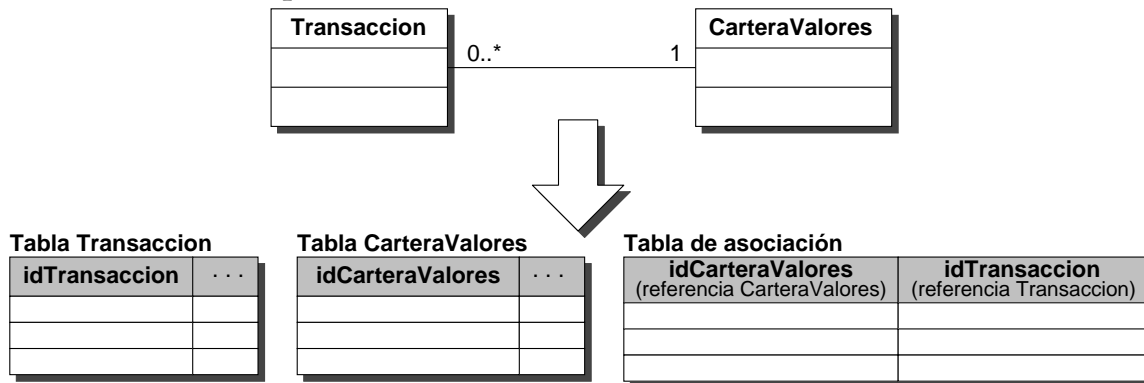 Transaccion
CarteraValores
0..*
1
Tabla Transaccion
idTransaccion
. . .
Tabla CarteraValores
idCarteraValores
. . .
Tabla de asociación
idCarteraValores
(referencia CarteraValores)
idTransaccion
(referencia Transaccion)